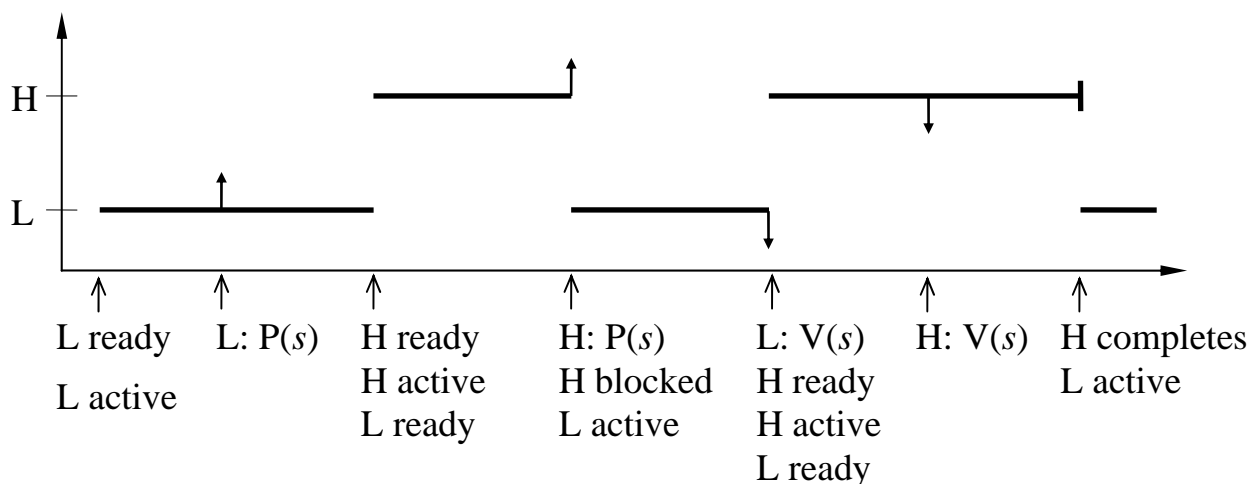 H
L
L ready L: P(s) H ready H: P(s) L: V(s) H: V(s) H completes
L active H active H blocked H ready L active
L ready L active H active
L ready